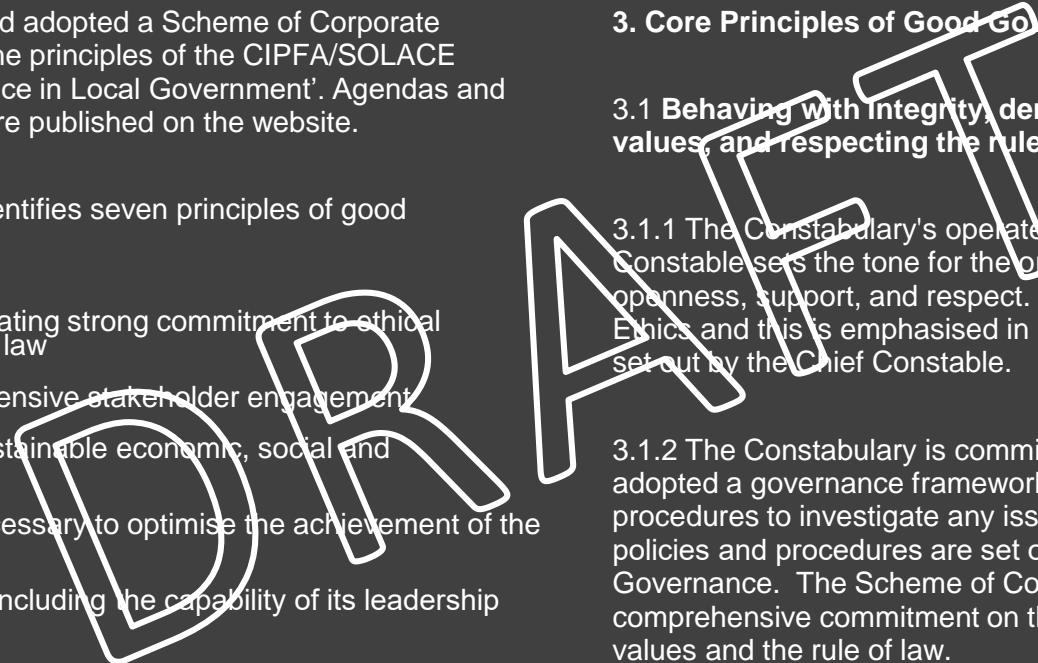 d adopted a Scheme of Corporate
ne principles of the CIPFA/SOLACE
ce in Local Government’. Agendas and
re published on the website.
entifies seven principles of good
ating strong commitment to ethical
law
ensive stakeholder engagement
stainable economic, social and
cessary to optimise the achievement of the
ncluding the capability of its leadership
3. Core Principles of Good Go
3.1 Behaving with Integrity, der
values, and respecting the rule
3.1.1 The Constabulary's operate
Constable sets the tone for the or
openness, support, and respect.
Ethics and this is emphasised in
set out by the Chief Constable.
3.1.2 The Constabulary is commi
adopted a governance framework
procedures to investigate any iss
policies and procedures are set o
Governance.  The Scheme of Co
comprehensive commitment on th
values and the rule of law.
DRAFT